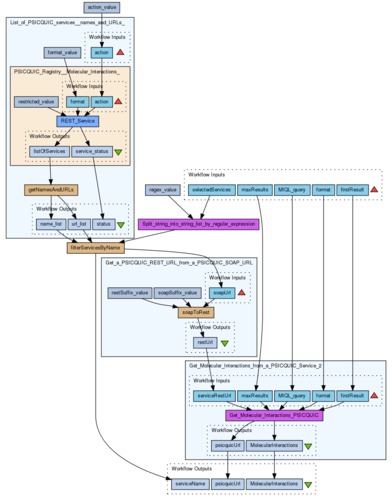 action_value
List_of_PSICQUIC_services__names_and_URLs_
Workflow Inputs
format_value
action
PSICQUIC_Registry__Molecular_Interactions_
Workflow Inputs
restricted_value
format
action
REST_Service
Workflow Outputs
listOfServices
service_status
getNamesAndURLs
Workflow Outputs
name_list
url_list
status
Workflow Inputs
regex_value
selectedServices
maxResults
MIQL_query
format
firstResult
Split_string_into_string_list_by_regular_expression
filterServicesByName
Get_a_PSICQUIC_REST_URL_from_a_PSICQUIC_SOAP_URL
Workflow Inputs
restSuffix_value
soapSuffix_value
soapUrl
soapToRest
Workflow Outputs
restUrl
Get_Molecular_Interactions_from_a_PSICQUIC_Service_2
Workflow Inputs
serviceRestUrl
maxResults
MIQL_query
format
firstResult
Get_Molecular_Interactions_PSICQUIC
Workflow Outputs
psicquicUrl
MolecularInteractions
Workflow Outputs
serviceName
psicquicUrl
MolecularInteractions